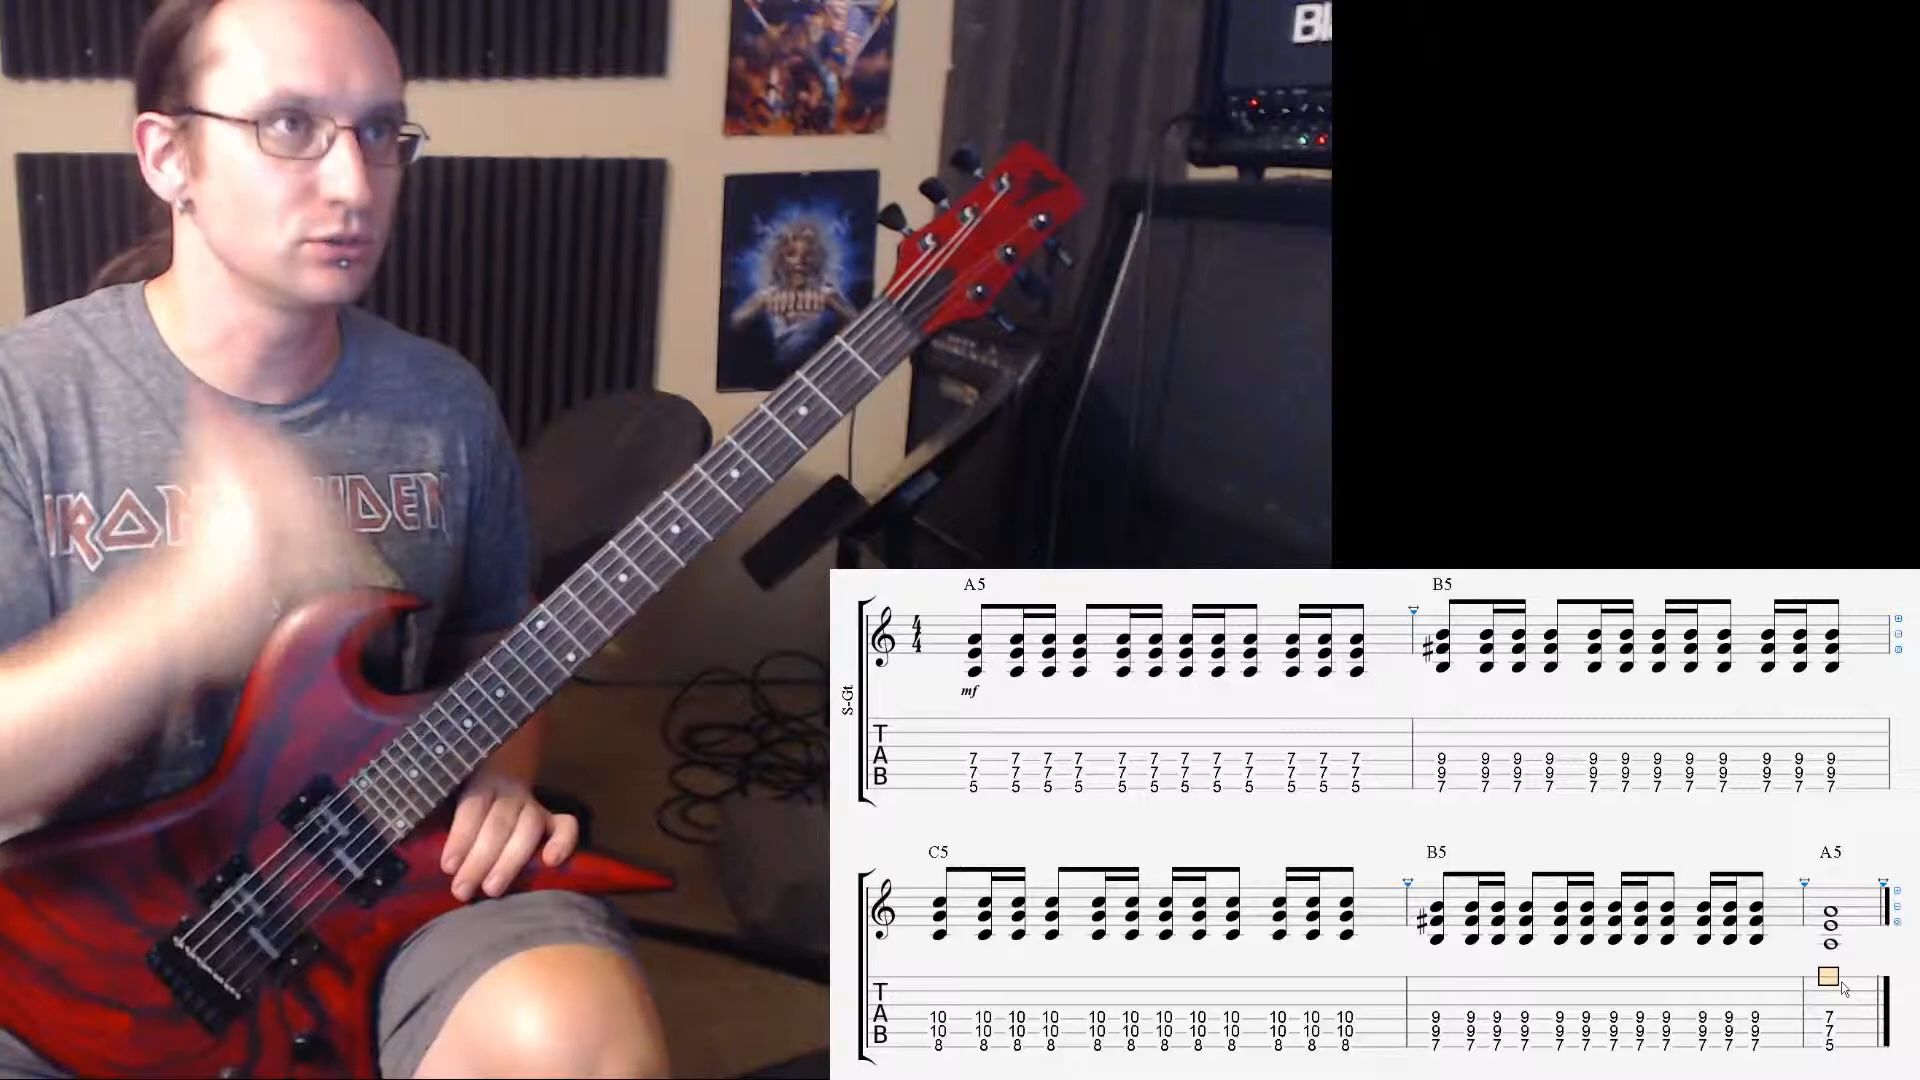 Bl
IRON MAIDEN
A5 B5
4
4
S-Gt
mf
T
A 7 7 7 7 7 7 7 7 7 7 7 7 9 9 9 9 9 9 9 9 9 9 9 9
B 7 7 7 7 7 7 7 7 7 7 7 7 9 9 9 9 9 9 9 9 9 9 9 9
5 5 5 5 5 5 5 5 5 5 5 5 7 7 7 7 7 7 7 7 7 7 7 7
C5 B5 A5
T
A 10 10 10 10 10 10 10 10 10 10 10 10 9 9 9 9 9 9 9 9 9 9 9 9 7
B 10 10 10 10 10 10 10 10 10 10 10 10 9 9 9 9 9 9 9 9 9 9 9 9 7
8 8 8 8 8 8 8 8 8 8 8 8 7 7 7 7 7 7 7 7 7 7 7 7 5